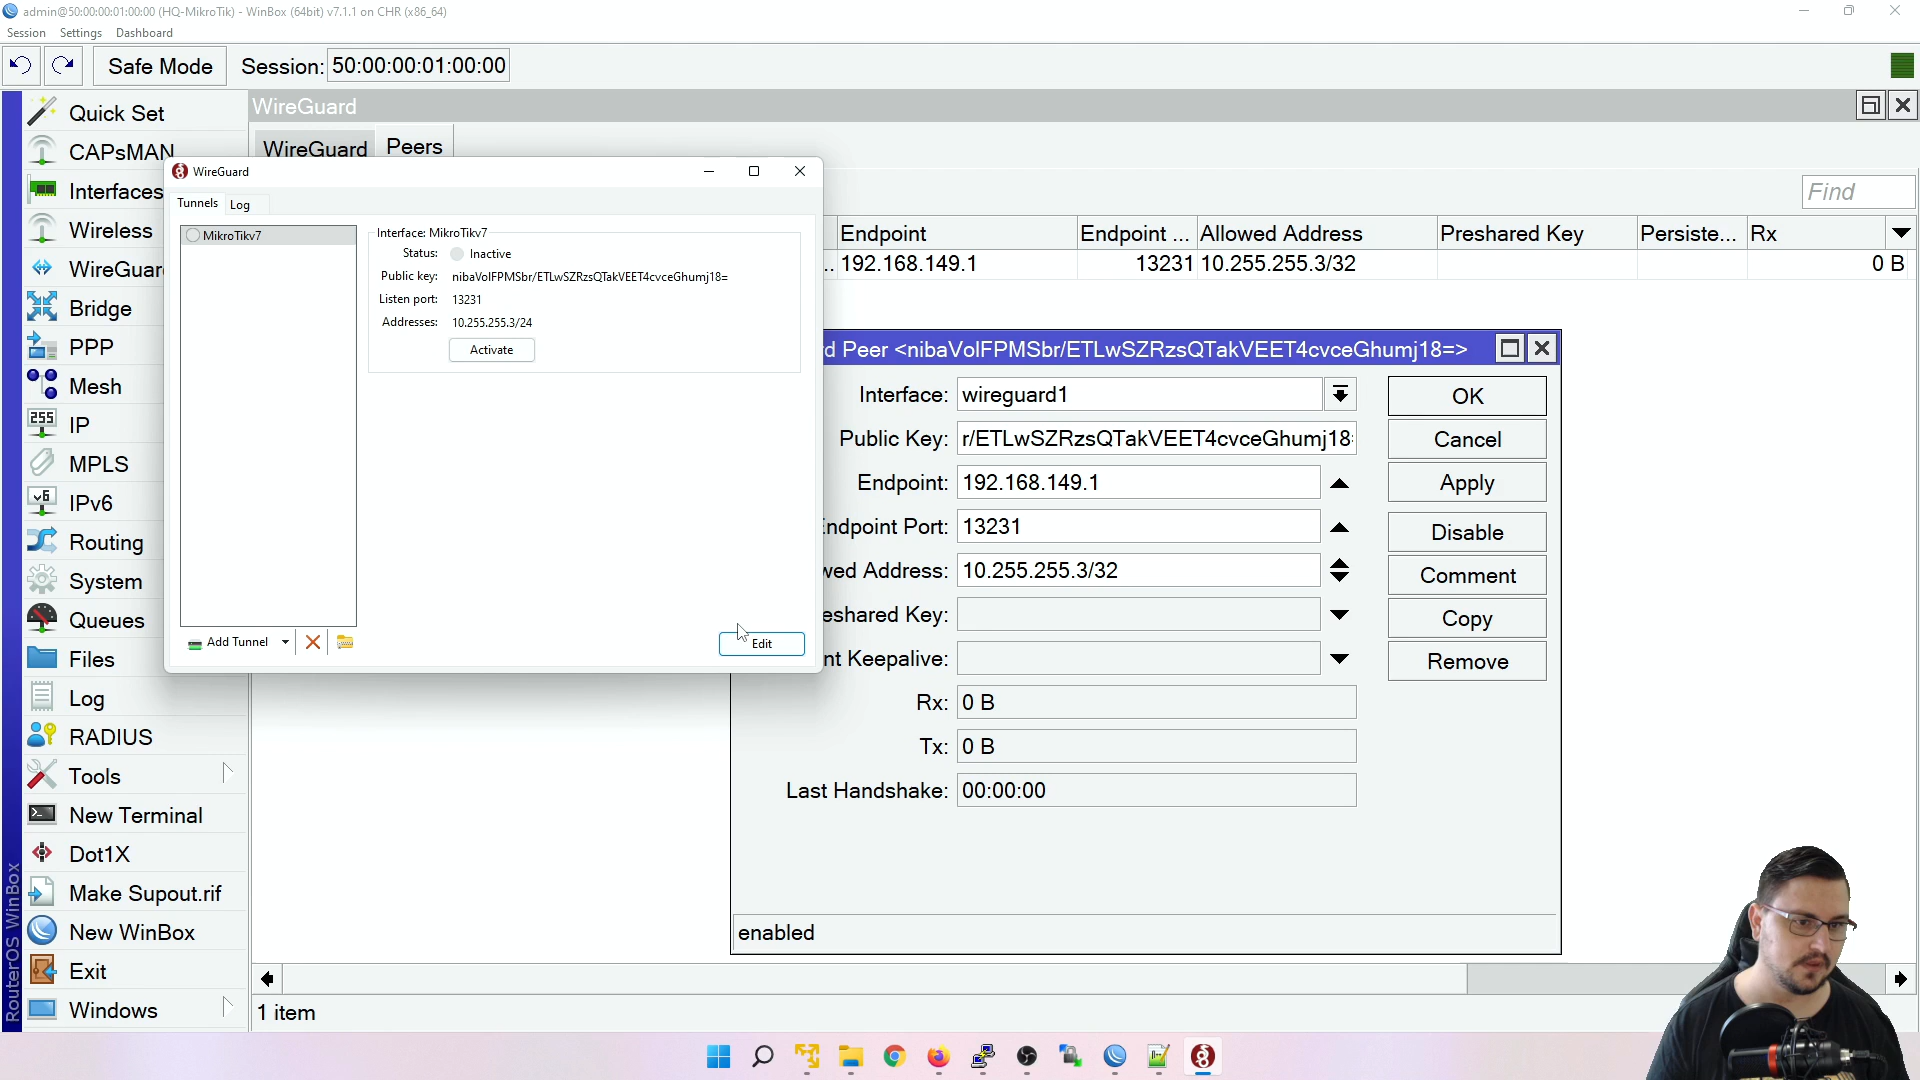 admin@50:00:00:01:00:00 (HQ-MikroTik) - WinBox (64bit) v7.1.1 on CHR (x86_64)
Session Settings Dashboard
Safe Mode Session: 50:00:00:01:00:00
Quick Set
CAPsMAN
Interfaces
Wireless
WireGuar
Bridge
PPP
Mesh
IP
MPLS
IPv6
Routing
System
Queues
Files
Log
RADIUS
Tools
New Terminal
Dot1X
Make Supout.rif
New WinBox
Exit
Windows
RouterOS WinBox
WireGuard
WireGuard Peers
Find
Endpoint Endpoint ... Allowed Address Preshared Key Persiste... Rx
..192.168.149.1 13231 10.255.255.3/32 0 B
WireGuard
Tunnels Log
MikroTikv7
Interface: MikroTikv7
Status: Inactive
Public key: nibaVolFPMSbr/ETLwSZRzsQTakVEET4cvceGhumj18=
Listen port: 13231
Addresses: 10.255.255.3/24
Activate
Add Tunnel
Edit
d Peer <nibaVolFPMSbr/ETLwSZRzsQTakVEET4cvceGhumj18=>
Interface: wireguard1
Public Key: r/ETLwSZRzsQTakVEET4cvceGhumj18
Endpoint: 192.168.149.1
ndpoint Port: 13231
wed Address: 10.255.255.3/32
eshared Key:
nt Keepalive:
Rx: 0 B
Tx: 0 B
Last Handshake: 00:00:00
OK
Cancel
Apply
Disable
Comment
Copy
Remove
enabled
1 item